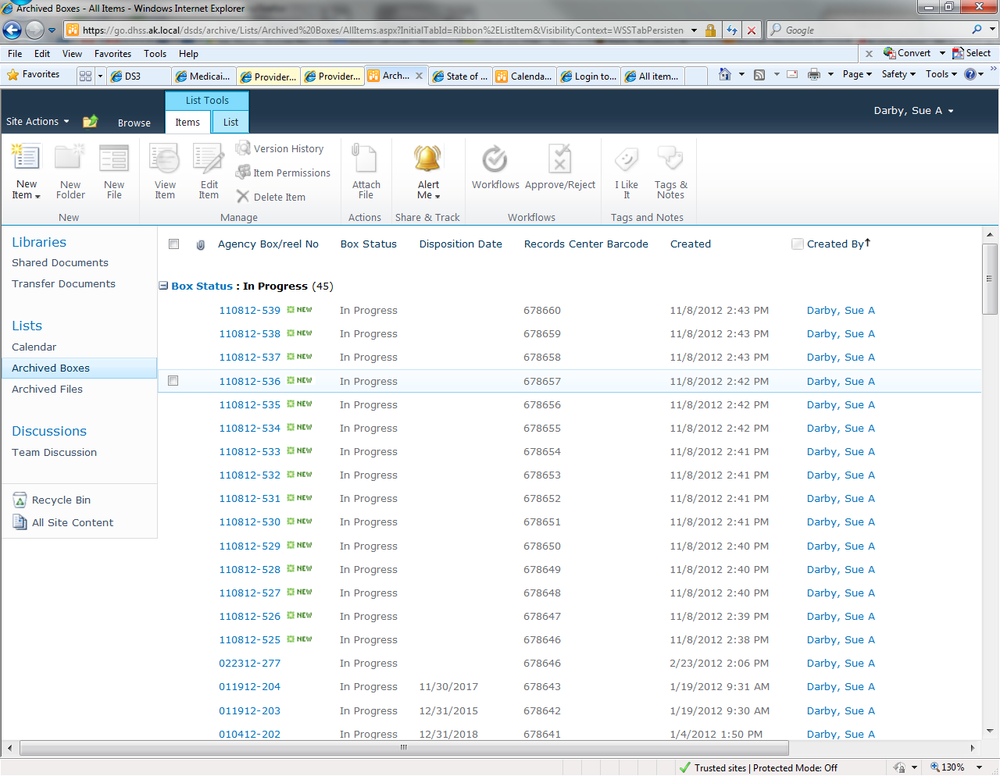 Archived Boxes - All Items - Windows Internet Explorer
https://go.dhss.ak.local/dsds/archive/Lists/Archived%20Boxes/AllItems.aspx?InitialTabId=Ribbon%2EListItem&VisibilityContext=WSSTabPersisten
Google
File Edit View Favorites Tools Help
Convert Select
Favorites DS3 Medicai... Provider... Provider... Arch... State of ... Calenda... Login to... All item... Page Safety Tools
List Tools
Site Actions Browse Items List Darby, Sue A
New Item
New Folder
New File
New
View Item
Edit Item
Version History
Item Permissions
Delete Item
Manage
Attach File
Actions
Alert Me
Share & Track
Workflows Approve/Reject
Workflows
I Like It
Tags & Notes
Tags and Notes
Libraries
Shared Documents
Transfer Documents
Lists
Calendar
Archived Boxes
Archived Files
Discussions
Team Discussion
Recycle Bin
All Site Content
Agency Box/reel No Box Status Disposition Date Records Center Barcode Created Created By
Box Status : In Progress (45)
110812-539 NEW In Progress 678660 11/8/2012 2:43 PM Darby, Sue A
110812-538 NEW In Progress 678659 11/8/2012 2:43 PM Darby, Sue A
110812-537 NEW In Progress 678658 11/8/2012 2:43 PM Darby, Sue A
110812-536 NEW In Progress 678657 11/8/2012 2:42 PM Darby, Sue A
110812-535 NEW In Progress 678656 11/8/2012 2:42 PM Darby, Sue A
110812-534 NEW In Progress 678655 11/8/2012 2:42 PM Darby, Sue A
110812-533 NEW In Progress 678654 11/8/2012 2:41 PM Darby, Sue A
110812-532 NEW In Progress 678653 11/8/2012 2:41 PM Darby, Sue A
110812-531 NEW In Progress 678652 11/8/2012 2:41 PM Darby, Sue A
110812-530 NEW In Progress 678651 11/8/2012 2:41 PM Darby, Sue A
110812-529 NEW In Progress 678650 11/8/2012 2:40 PM Darby, Sue A
110812-528 NEW In Progress 678649 11/8/2012 2:40 PM Darby, Sue A
110812-527 NEW In Progress 678648 11/8/2012 2:40 PM Darby, Sue A
110812-526 NEW In Progress 678647 11/8/2012 2:39 PM Darby, Sue A
110812-525 NEW In Progress 678646 11/8/2012 2:38 PM Darby, Sue A
022312-277 In Progress 678646 2/23/2012 2:06 PM Darby, Sue A
011912-204 In Progress 11/30/2017 678643 1/19/2012 9:31 AM Darby, Sue A
011912-203 In Progress 12/31/2015 678642 1/19/2012 9:30 AM Darby, Sue A
010412-202 In Progress 12/31/2018 678641 1/4/2012 1:50 PM Darby, Sue A
Trusted sites | Protected Mode: Off 130%